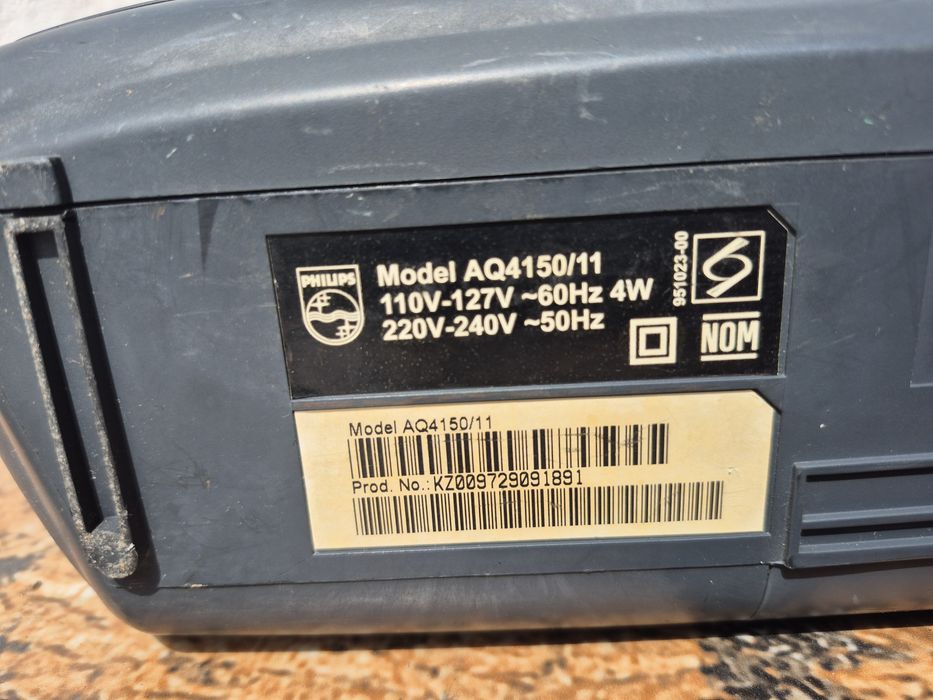 PHILIPS
Model AQ4150/11
110V-127V ~60Hz 4W
220V-240V ~50Hz
951023-00
NOM
Model AQ4150/11
Prod. No.:KZ009729091891